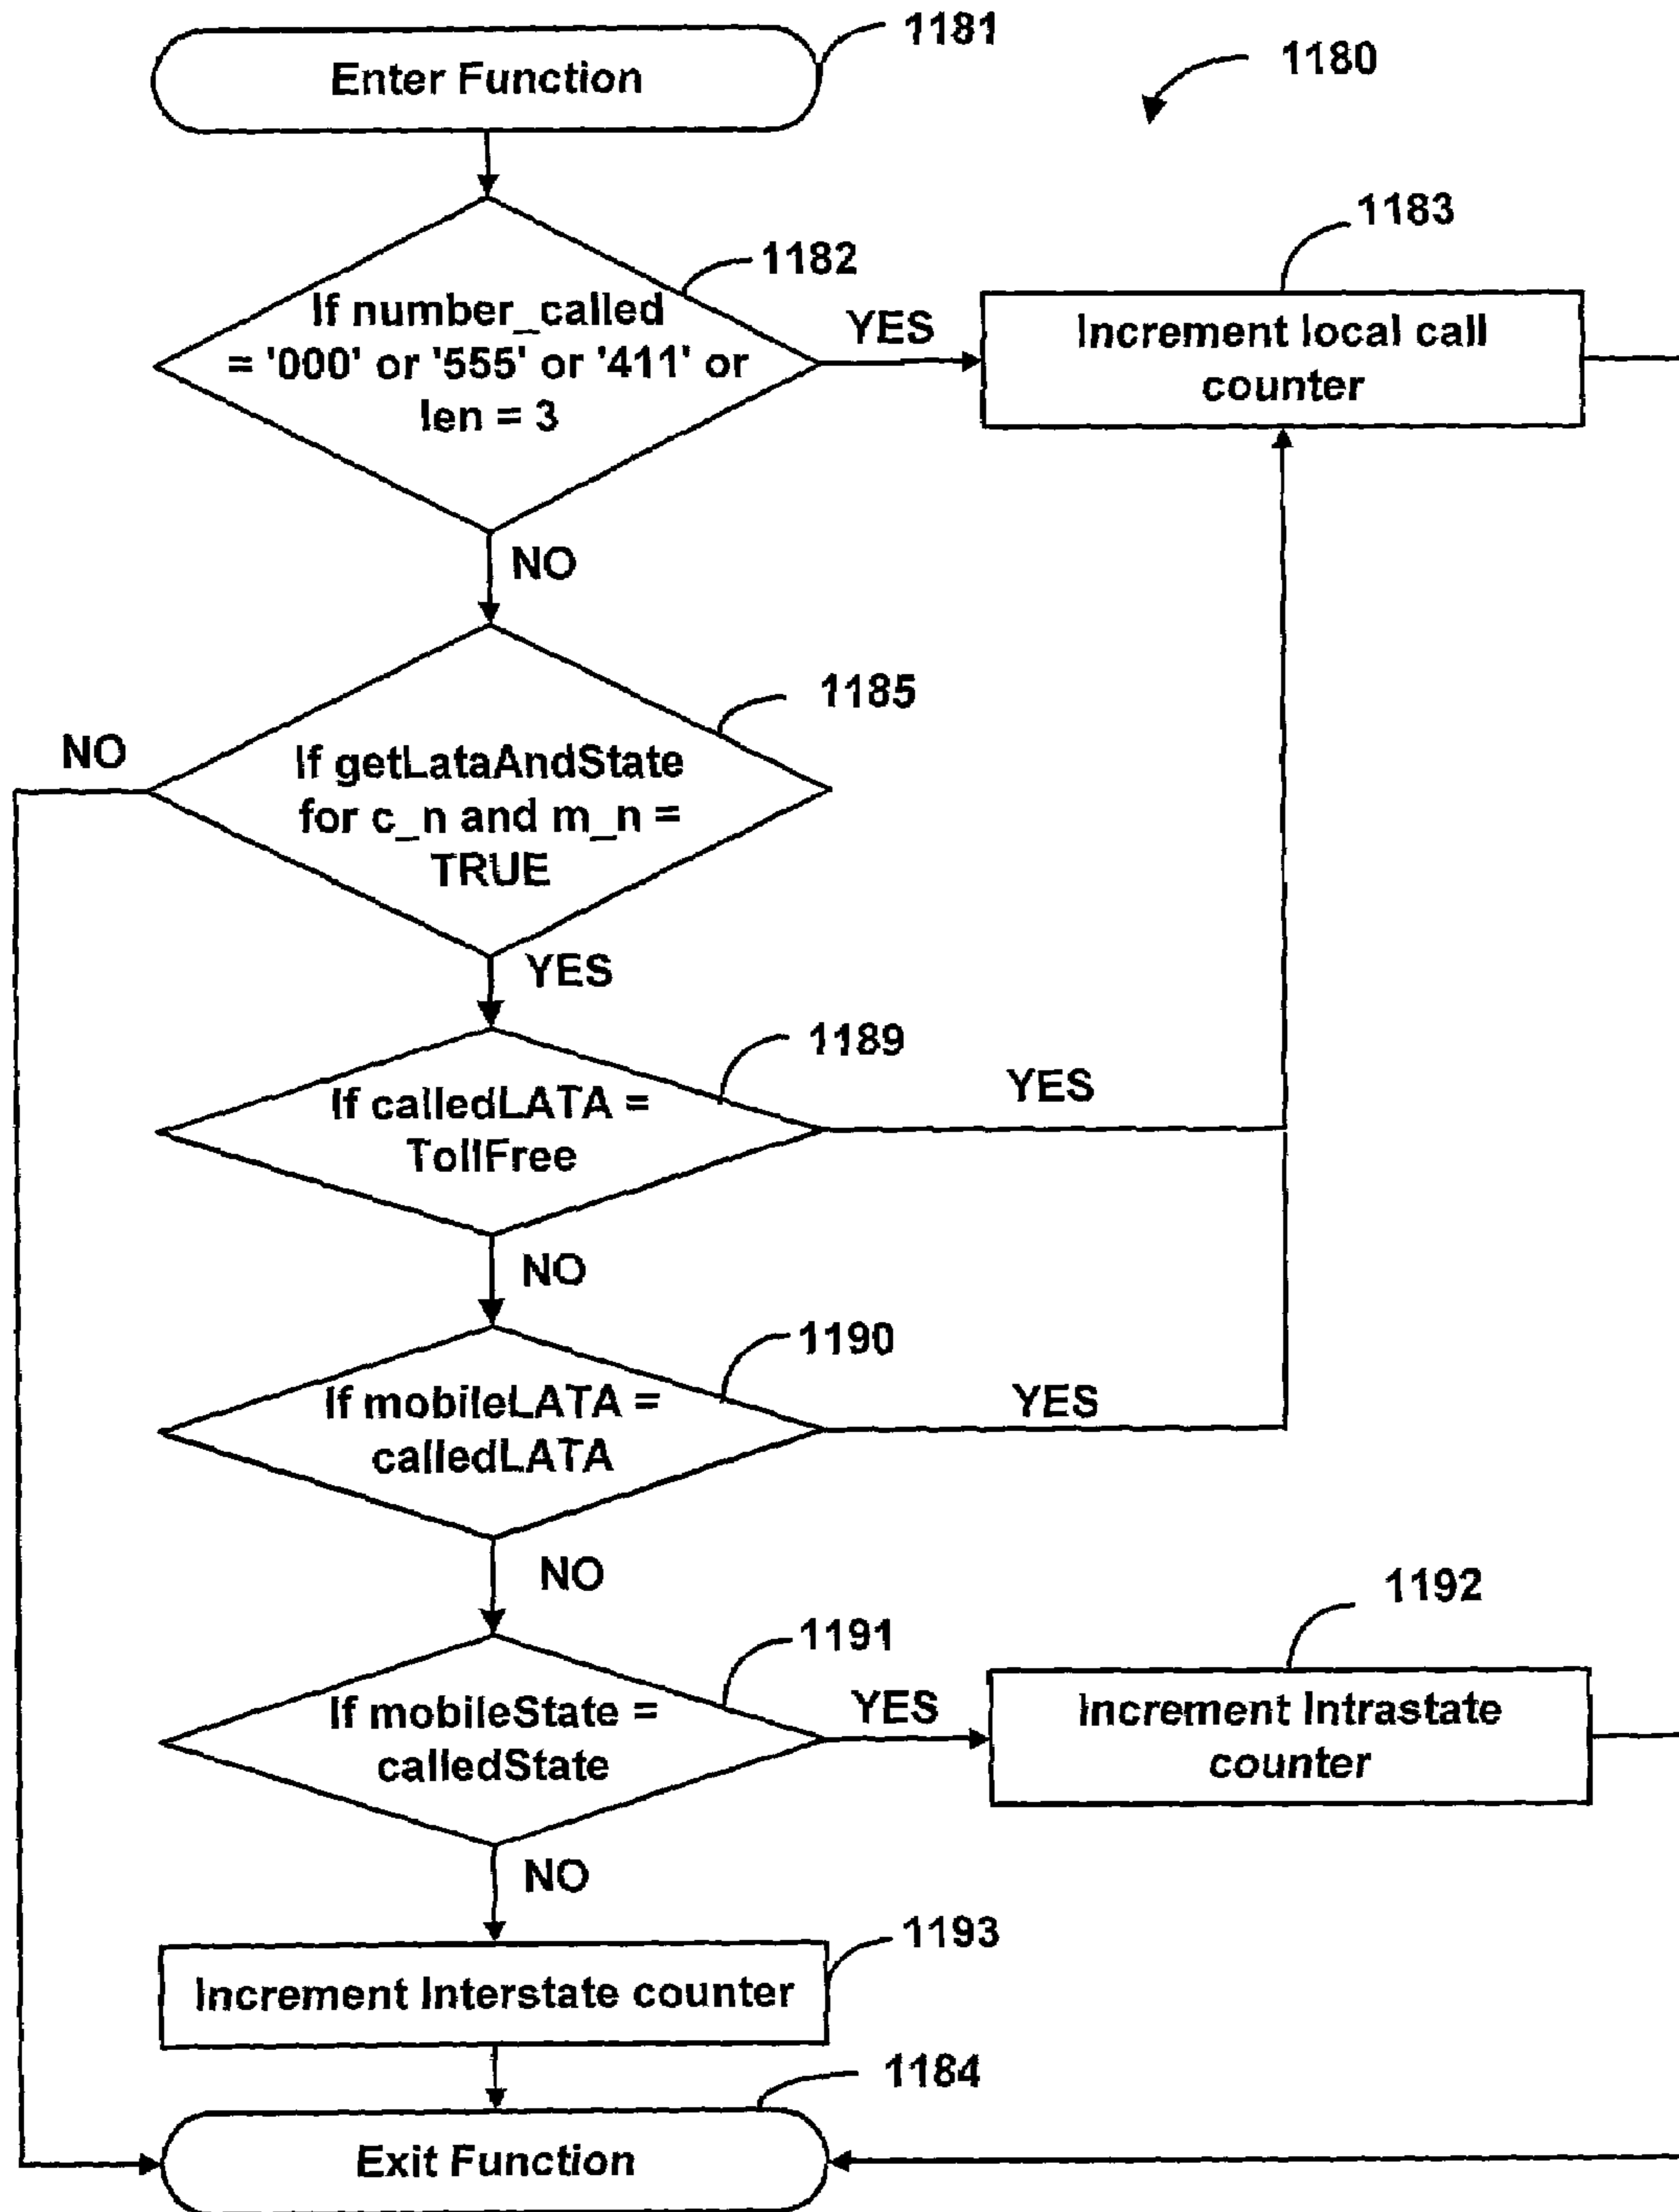 1181
Enter Function
1180
1183
1182
If number_called
= '000' or '555' or '411' or
len = 3
YES
Increment local call
counter
NO
1185
NO
If getLataAndState
for c_n and m_n =
TRUE
YES
1189
If calledLATA =
TollFree
YES
NO
1190
If mobileLATA =
calledLATA
YES
NO
1192
1191
If mobileState =
calledState
YES
Increment Intrastate
counter
NO
1193
Increment Interstate counter
1184
Exit Function